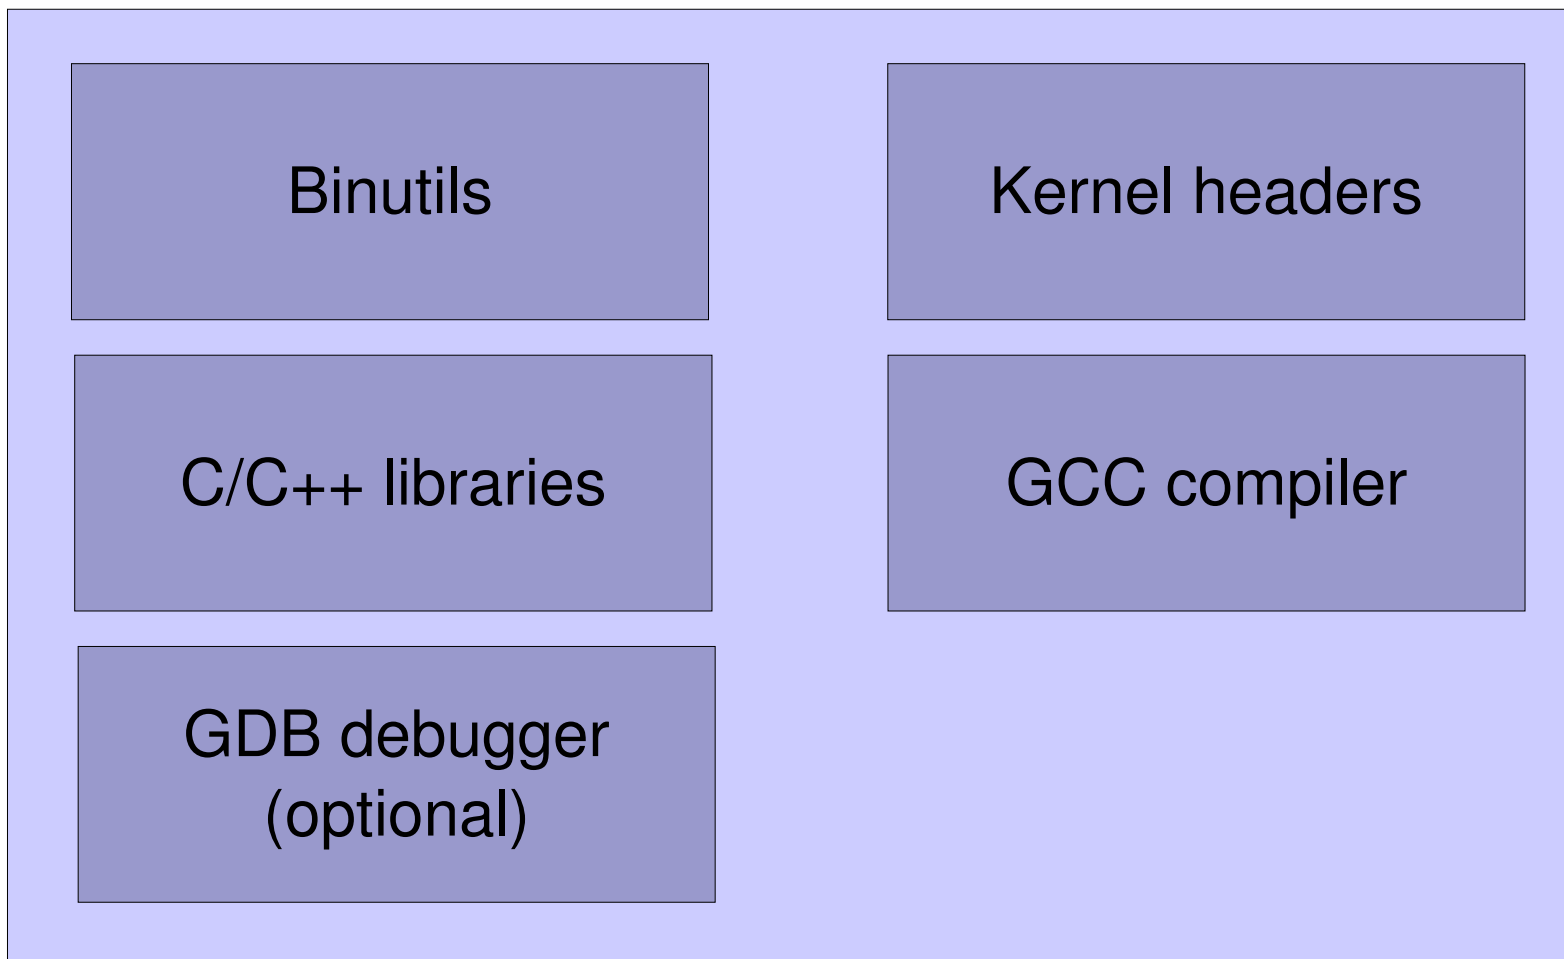 Binutils
Kernel headers
C/C++ libraries
GCC compiler
GDB debugger
(optional)